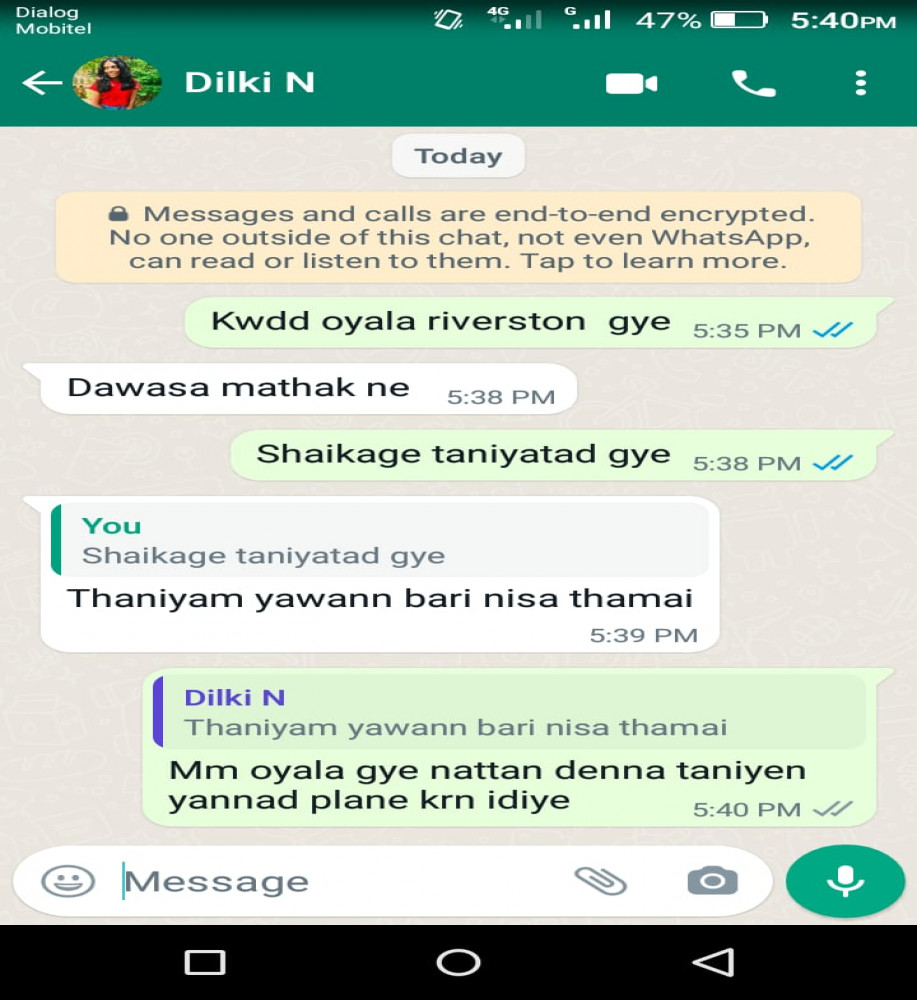 Dialog
Mobitel
4G G 47% 5:40PM
Dilki N
Today
Messages and calls are end-to-end encrypted.
No one outside of this chat, not even WhatsApp,
can read or listen to them. Tap to learn more.
Kwdd oyala riverston gye 5:35 PM
Dawasa mathak ne 5:38 PM
Shaikage taniyatad gye 5:38 PM
You
Shaikage taniyatad gye
Thaniyam yawann bari nisa thamai
5:39 PM
Dilki N
Thaniyam yawann bari nisa thamai
Mm oyala gye nattan denna taniyen
yannad plane krn idiye 5:40 PM
Message